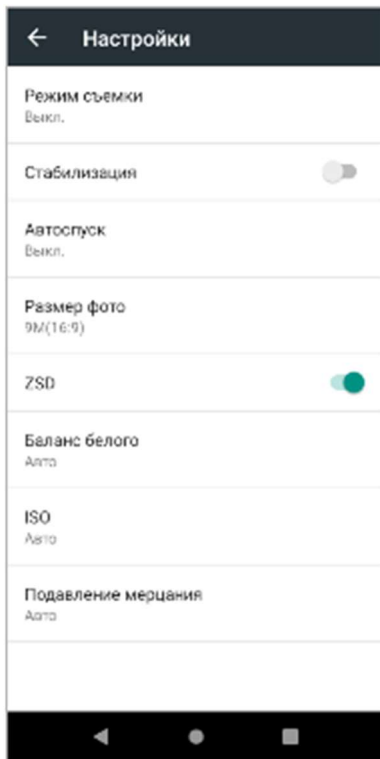 Настройки
Режим съемки
Выкл.
Стабилизация
Автоспуск
Выкл.
Размер фото
9M(16:9)
ZSD
Баланс белого
Авто
ISO
Авто
Подавление мерцания
Авто